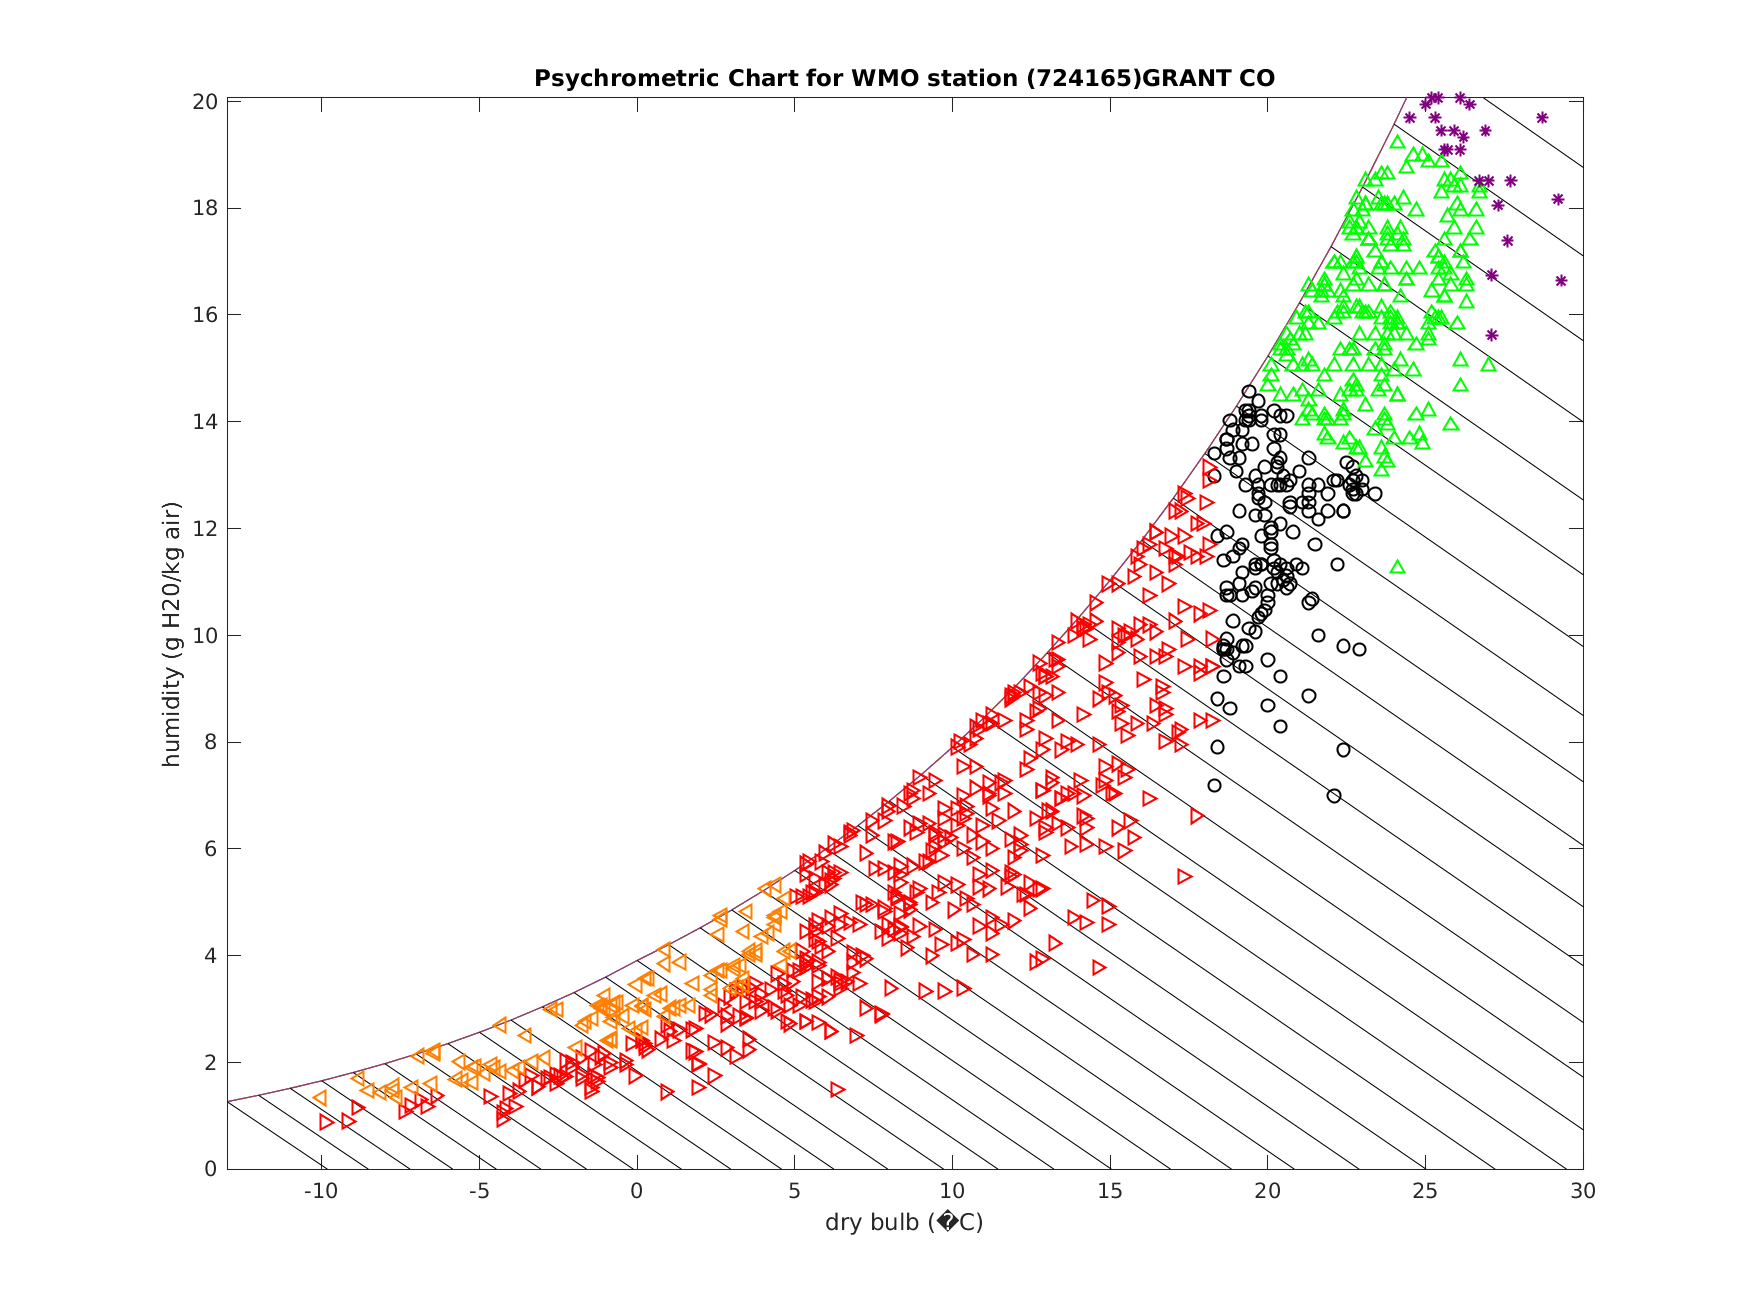 Psychrometric Chart for WMO station (724165)GRANT CO
20
18
16
14
12
10
8
6
4
2
0
humidity (g H20/kg air)
-10 -5 0 5 10 15 20 25 30
dry bulb (�C)